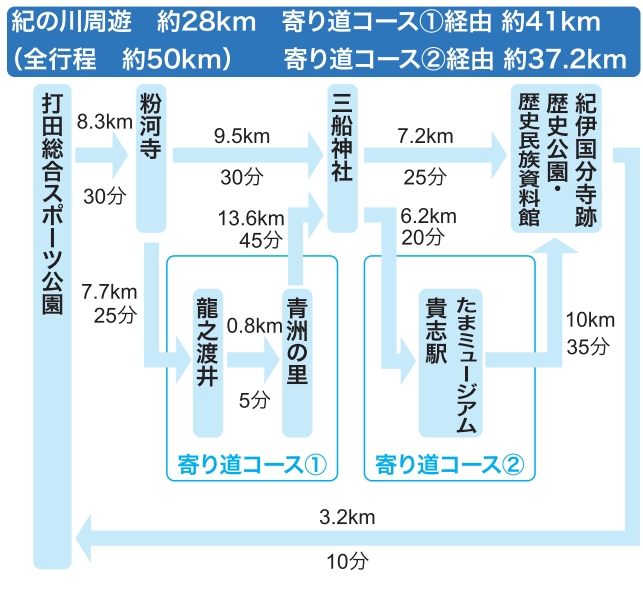 紀の川周遊　約28km　寄り道コース①経由 約41km
（全行程　約50km）　寄り道コース②経由 約37.2km
打田総合スポーツ公園
8.3km
30分
粉河寺
9.5km
30分
三船神社
7.2km
25分
紀伊国分寺跡
歴史公園・
歴史民族資料館
13.6km
45分
6.2km
20分
7.7km
25分
龍之渡井
0.8km
5分
青洲の里
寄り道コース①
たまミュージアム
貴志駅
寄り道コース②
10km
35分
3.2km
10分